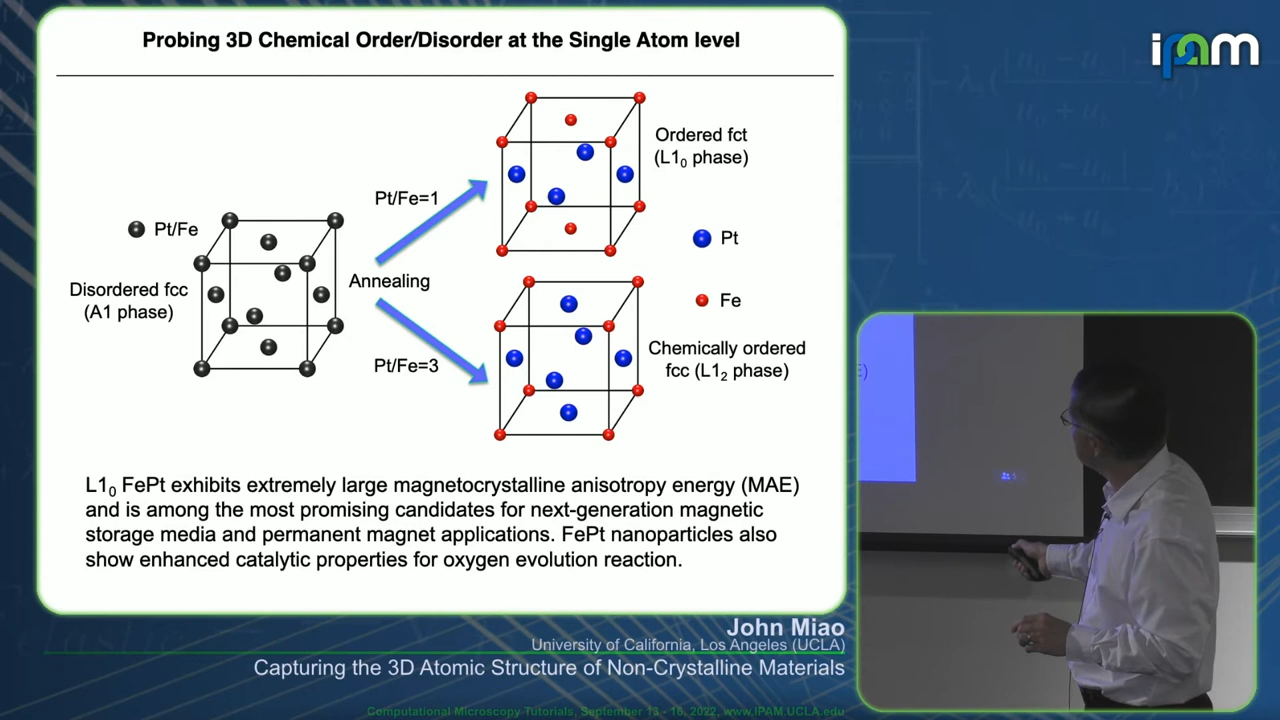 Probing 3D Chemical Order/Disorder at the Single Atom level
ipam
Ordered fct
(L1₀ phase)
Pt/Fe=1
Pt/Fe
Pt
Annealing
Disordered fcc
(A1 phase)
Fe
Chemically ordered
fcc (L1₂ phase)
Pt/Fe=3
L1₀ FePt exhibits extremely large magnetocrystalline anisotropy energy (MAE)
and is among the most promising candidates for next-generation magnetic
storage media and permanent magnet applications. FePt nanoparticles also
show enhanced catalytic properties for oxygen evolution reaction.
John Miao
University of California, Los Angeles (UCLA)
Capturing the 3D Atomic Structure of Non-Crystalline Materials
Computational Microscopy Tutorials, September 13 - 16, 2022, www.IPAM.UCLA.edu